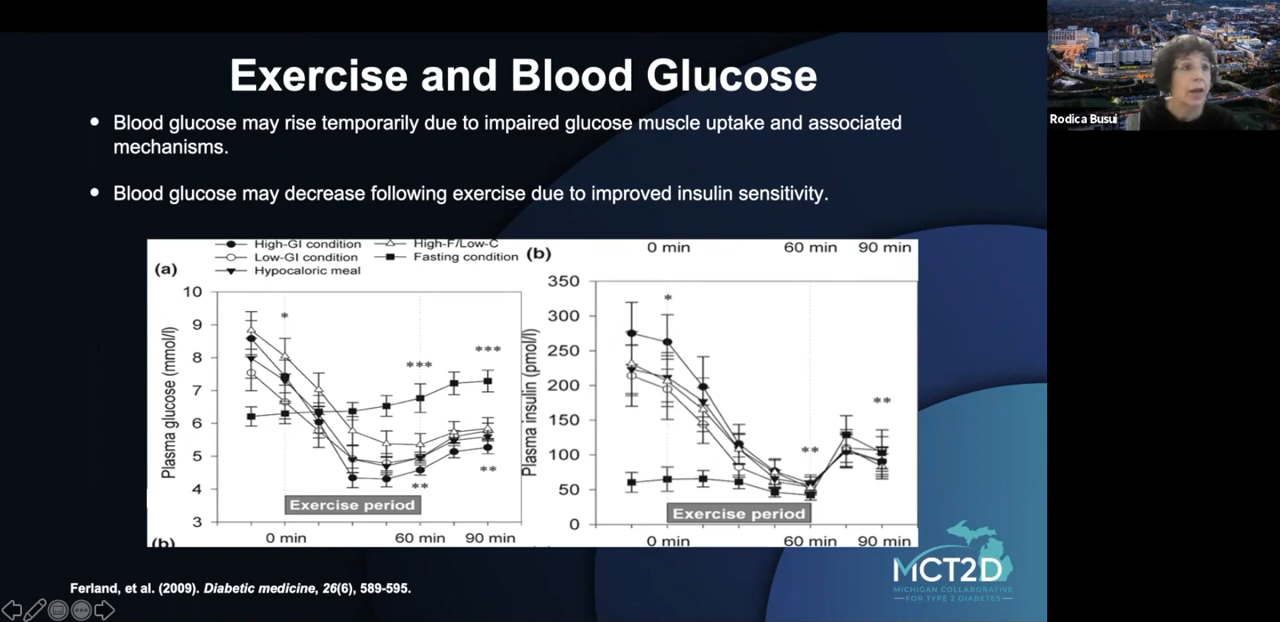 Exercise and Blood Glucose
Rodica Busui
• Blood glucose may rise temporarily due to impaired glucose muscle uptake and associated
mechanisms.
• Blood glucose may decrease following exercise due to improved insulin sensitivity.
High-GI condition
High-F/Low-C
Low-GI condition
Fasting condition
Hypocaloric meal
(a)
Plasma glucose (mmol/l)
10
9
8
7
6
5
4
3
*
***
***
**
**
Exercise period
0 min
60 min
90 min
(b)
(b)
0 min
60 min
90 min
Plasma insulin (pmol/l)
350
300
250
200
150
100
50
0
*
**
**
Exercise period
0 min
60 min
90 min
Ferland, et al. (2009). Diabetic medicine, 26(6), 589-595.
MCT2D
MICHIGAN COLLABORATIVE
FOR TYPE 2 DIABETES